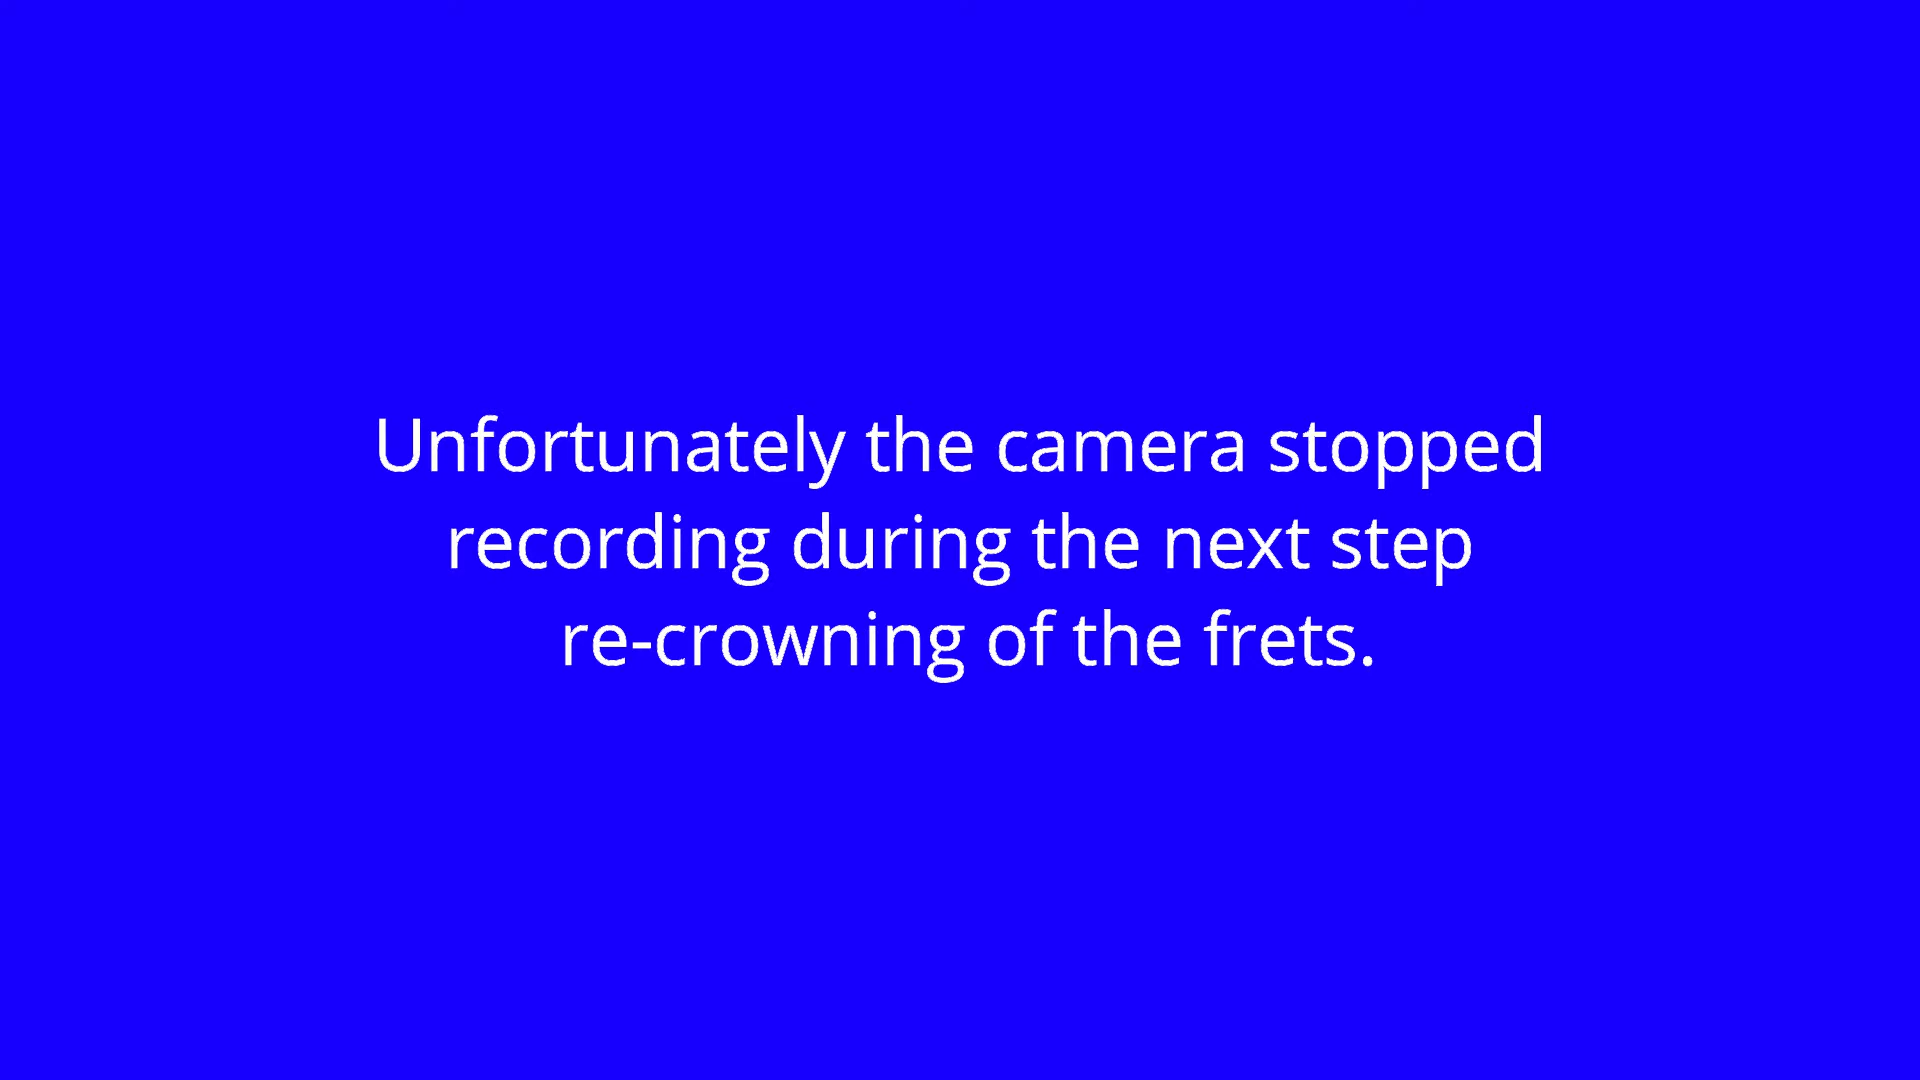 Unfortunately the camera stopped
recording during the next step
re-crowning of the frets.